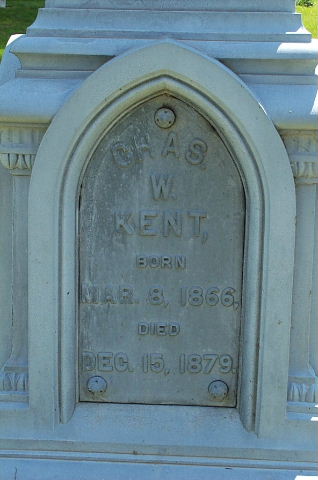 CHAS.
W.
KENT,
BORN
MAR. 8, 1866,
DIED
DEC. 15, 1879.